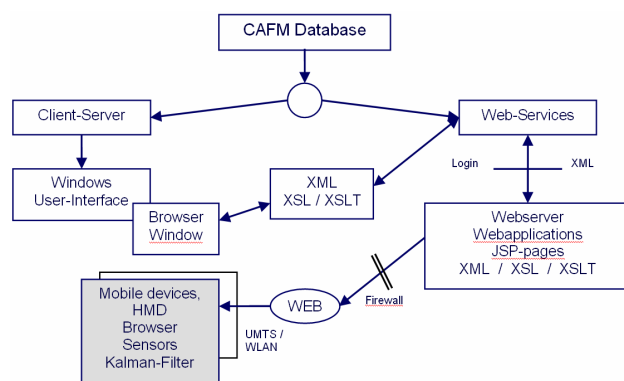 CAFM Database
Client-Server
Web-Services
Login
XML
Windows
User-Interface
XML
XSL / XSLT
Browser
Window
Webserver
Webapplications
JSP-pages
XML / XSL / XSLT
Firewall
WEB
UMTS /
WLAN
Mobile devices,
HMD
Browser
Sensors
Kalman-Filter